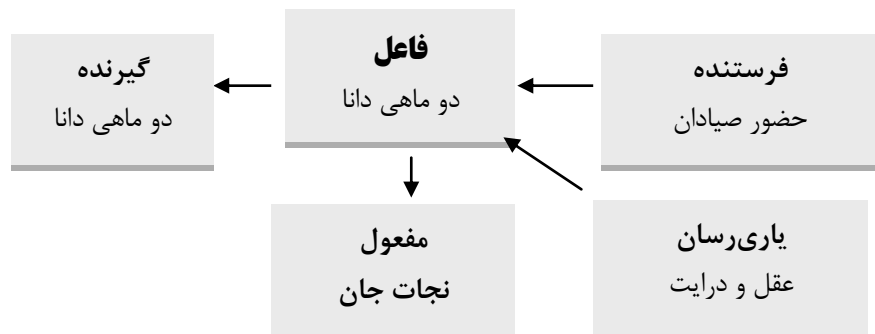 فرستنده
حضور صیادان
فاعل
دو ماهی دانا
گیرنده
دو ماهی دانا
یاری‌رسان
عقل و درایت
مفعول
نجات جان